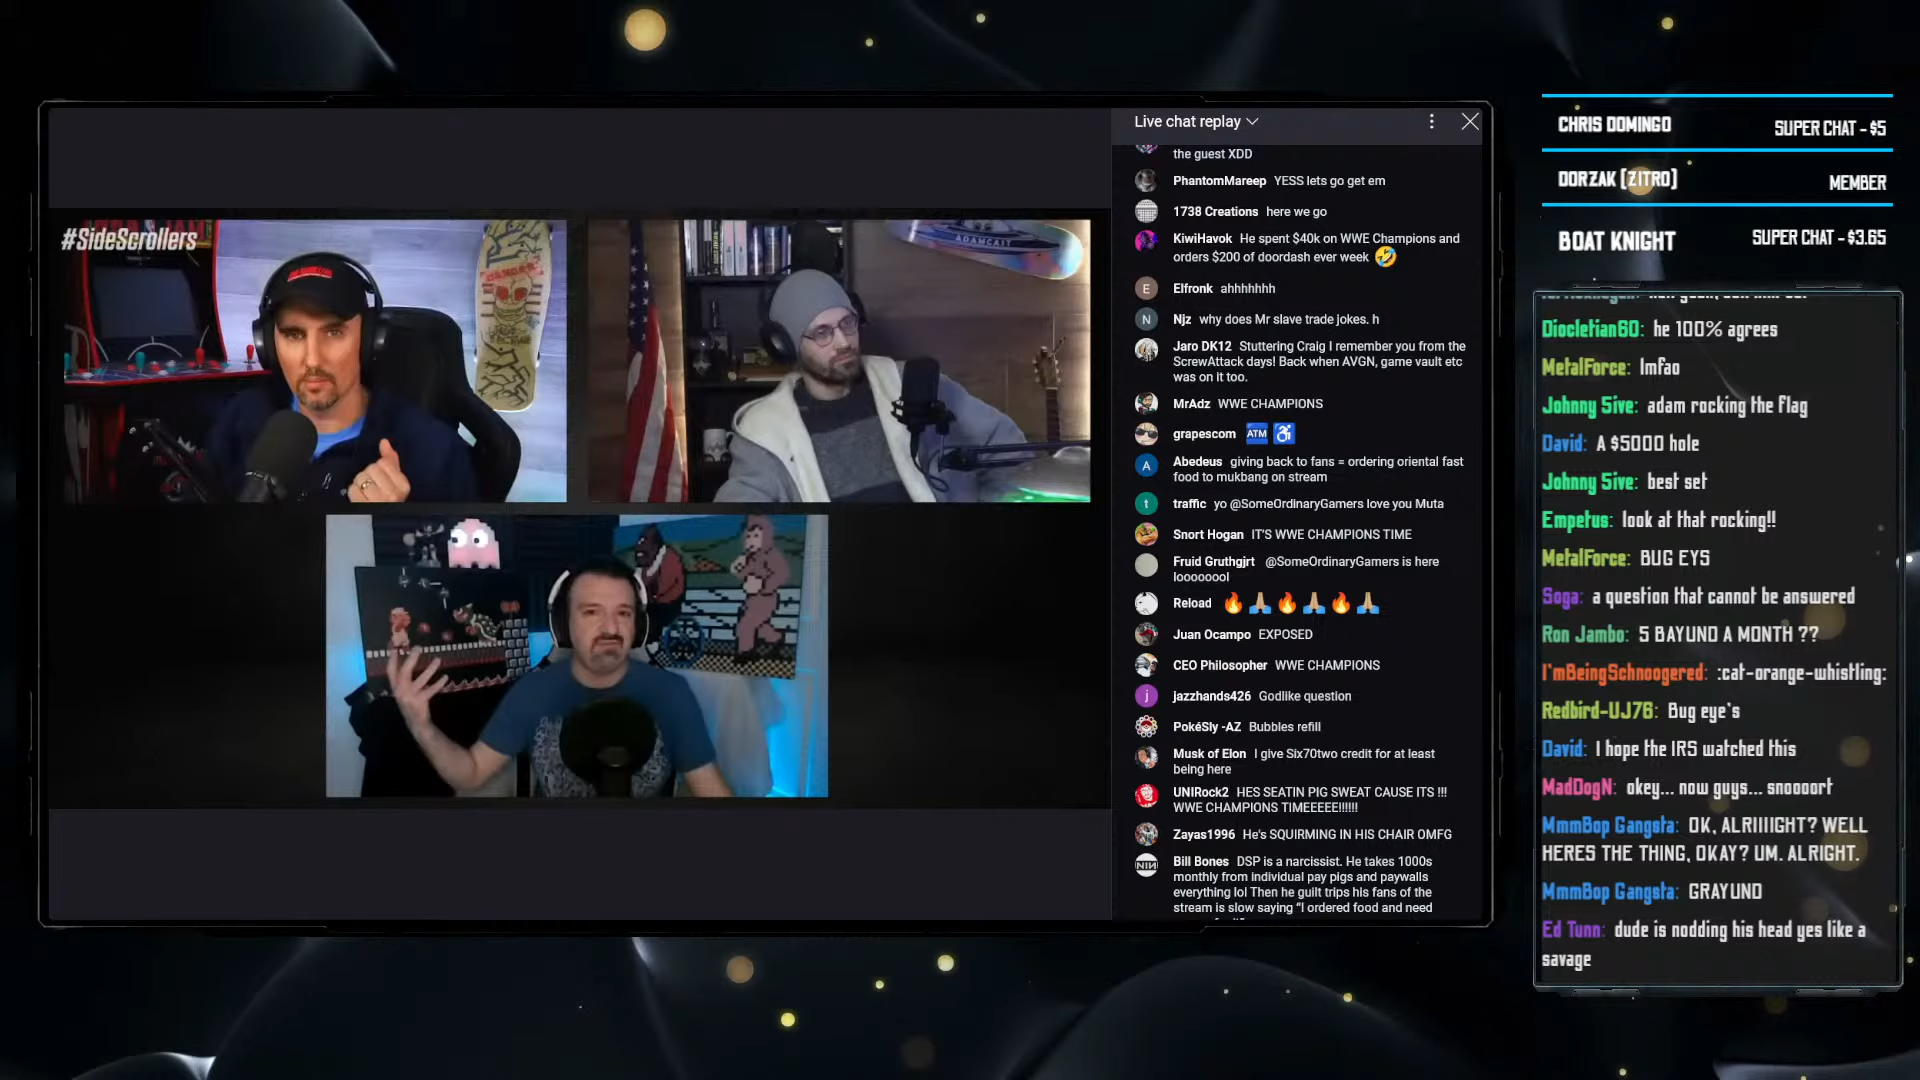 #SideScrollers
ADAMCAIT
Live chat replay
the guest XDD
PhantomMareep YESS lets go get em
1738 Creations here we go
KiwiHavok He spent $40k on WWE Champions and
orders $200 of doordash ever week 🤣
E Elfronk ahhhhhhh
N Njz why does Mr slave trade jokes. h
Jaro DK12 Stuttering Craig I remember you from the
ScrewAttack days! Back when AVGN, game vault etc
was on it too.
MrAdz WWE CHAMPIONS
grapescom 🏧 ♿
A Abedeus giving back to fans = ordering oriental fast
food to mukbang on stream
t traffic yo @SomeOrdinaryGamers love you Muta
Snort Hogan IT'S WWE CHAMPIONS TIME
Fruid Gruthgjrt @SomeOrdinaryGamers is here
looooool
Reload 🔥🙏🏽🔥🙏🏽🔥🙏🏽
Juan Ocampo EXPOSED
CEO Philosopher WWE CHAMPIONS
j jazzhands426 Godlike question
PokéSly -AZ Bubbles refill
Musk of Elon I give Six70two credit for at least
being here
UNIRock2 HES SEATIN PIG SWEAT CAUSE ITS !!!
WWE CHAMPIONS TIMEEEEE!!!!!!
Zayas1996 He's SQUIRMING IN HIS CHAIR OMFG
NIN Bill Bones DSP is a narcissist. He takes 1000s
monthly from individual pay pigs and paywalls
everything lol Then he guilt trips his fans of the
stream is slow saying “I ordered food and need
CHRIS DOMINGO SUPER CHAT - $5
DORZAK [ZITRO] MEMBER
BOAT KNIGHT SUPER CHAT - $3.65
Diocletian60: he 100% agrees
MetalForce: lmfao
Johnny 5ive: adam rocking the flag
David: A $5000 hole
Johnny 5ive: best set
Empetus: look at that rocking!!
MetalForce: BUG EYS
Soga: a question that cannot be answered
Ron Jambo: 5 BAYUND A MONTH ??
I'mBeingSchnoogered: :cat-orange-whistling:
Redbird-UJ76: Bug eye's
David: I hope the IRS watched this
MadDogN: okey... now guys... snoooort
MmmBop Gangsta: OK, ALRIIIIGHT? WELL
HERES THE THING, OKAY? UM. ALRIGHT.
MmmBop Gangsta: GRAYUND
Ed Tunn: dude is nodding his head yes like a
savage